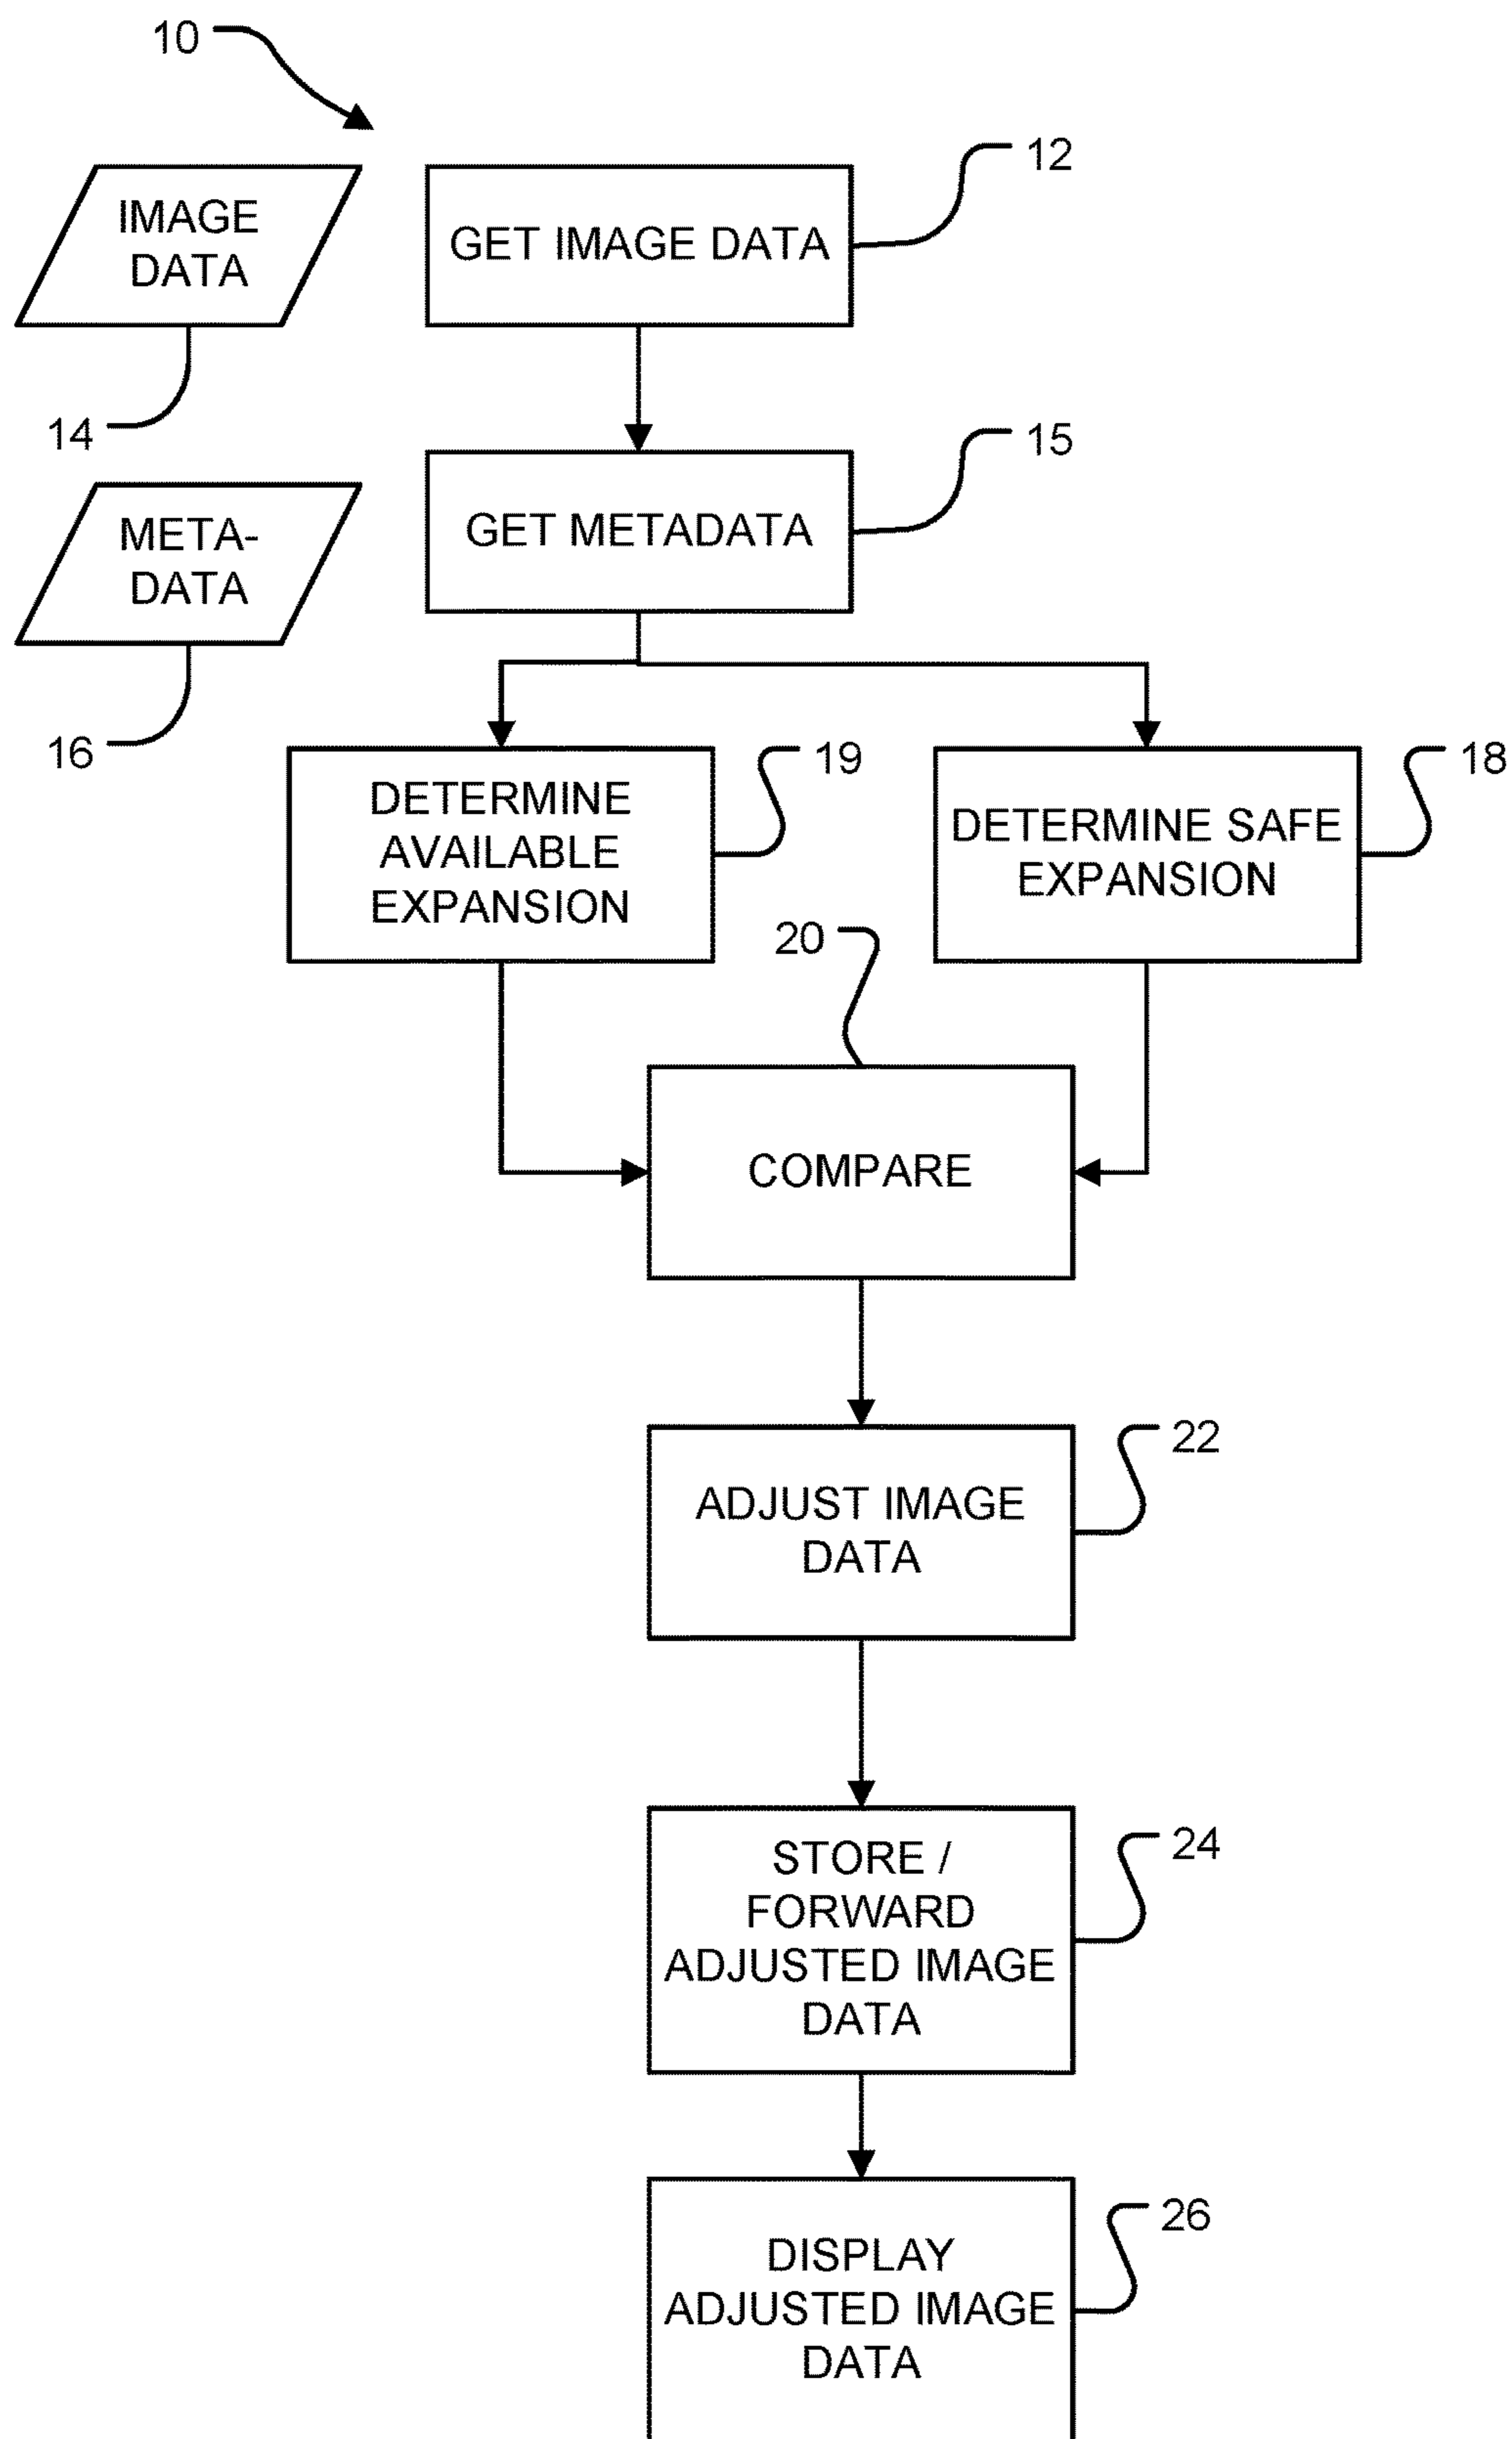 10
IMAGE
DATA
GET IMAGE DATA
12
14
META-
DATA
GET METADATA
15
16
DETERMINE
AVAILABLE
EXPANSION
19
DETERMINE SAFE
EXPANSION
18
20
COMPARE
ADJUST IMAGE
DATA
22
STORE /
FORWARD
ADJUSTED IMAGE
DATA
24
DISPLAY
ADJUSTED IMAGE
DATA
26